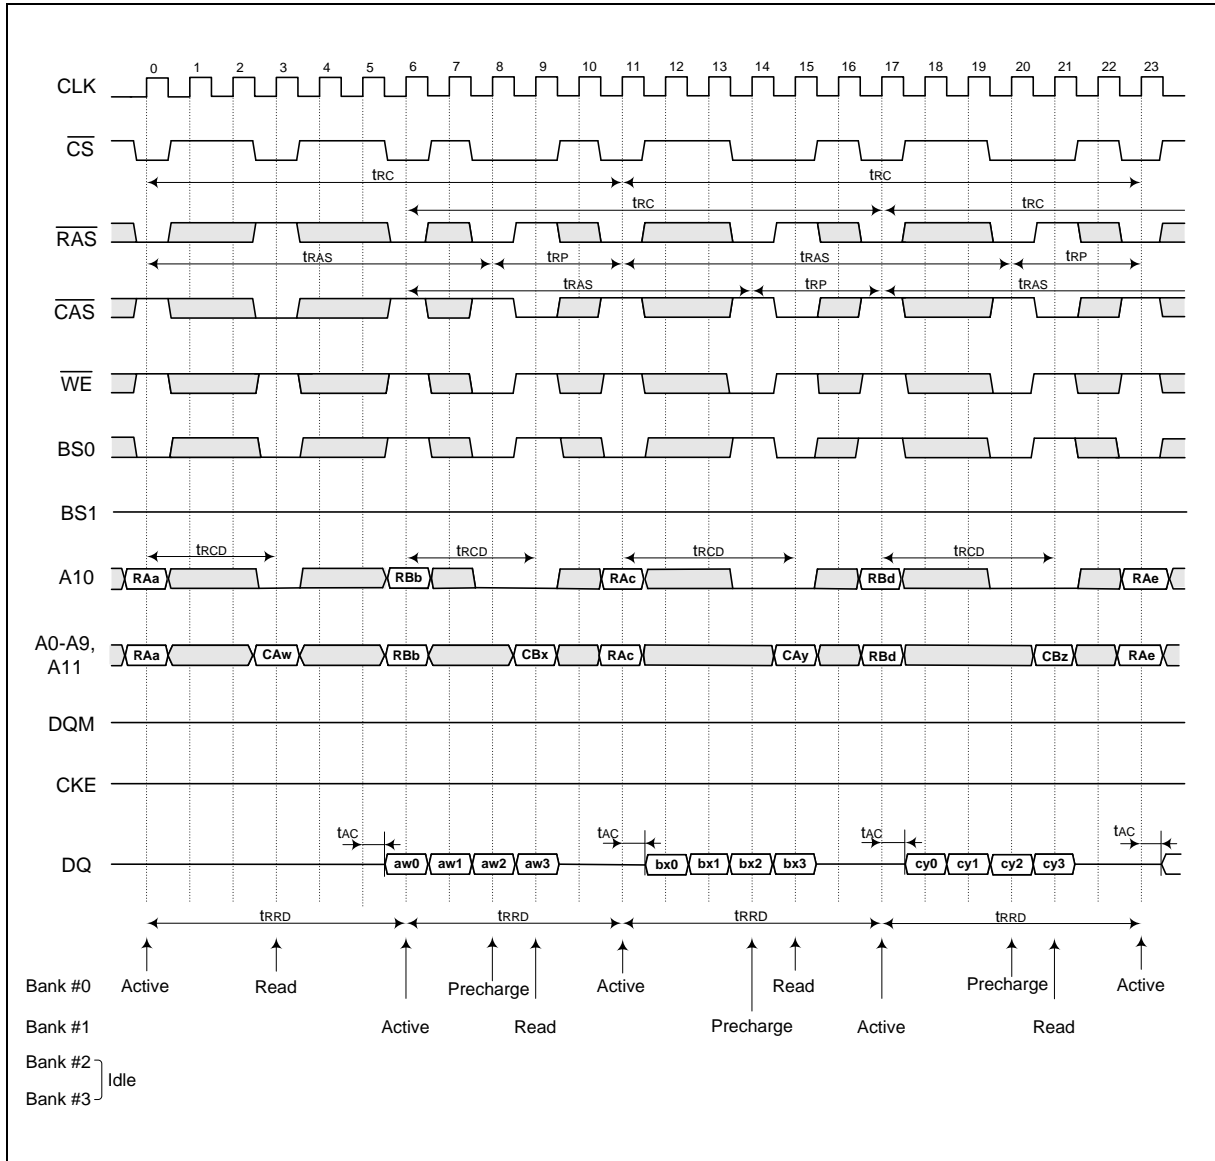 0 1 2 3 4 5 6 7 8 9 10 11 12 13 14 15 16 17 18 19 20 21 22 23
CLK
CS
tRC tRC
tRC tRC
RAS
tRAS tRP tRAS tRP
tRAS tRP tRAS
CAS
WE
BS0
BS1
tRCD tRCD tRCD tRCD
A10 RAa RBb RAc RBd RAe
A0-A9,
A11
RAa CAw RBb CBx RAc CAy RBd CBz RAe
DQM
CKE
tAC tAC tAC tAC
DQ aw0 aw1 aw2 aw3 bx0 bx1 bx2 bx3 cy0 cy1 cy2 cy3
tRRD tRRD tRRD tRRD
Bank #0 Active Read Precharge Active Read Precharge Active
Bank #1 Active Read Precharge Active Read
Bank #2
Idle
Bank #3